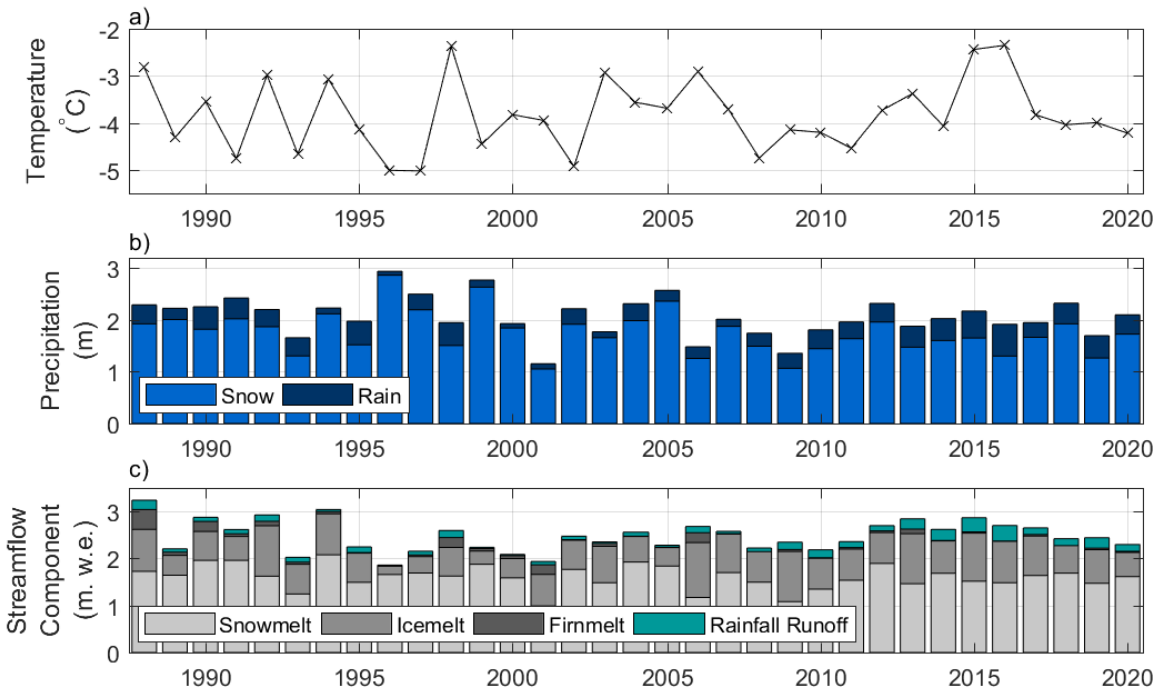 a)
-2
-3
-4
-5
Temperature
(°C)
1990 1995 2000 2005 2010 2015 2020
b)
3
2
1
0
Precipitation
(m)
Snow Rain
1990 1995 2000 2005 2010 2015 2020
c)
3
2
1
0
Streamflow
Component
(m. w.e.)
Snowmelt Icemelt Firnmelt Rainfall Runoff
1990 1995 2000 2005 2010 2015 2020